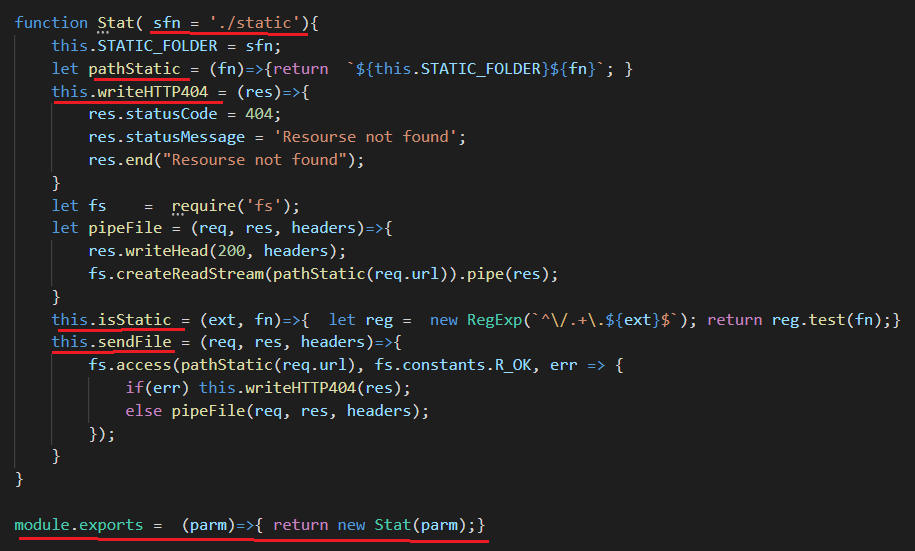 function Stat( sfn = './static'){
    this.STATIC_FOLDER = sfn;
    let pathStatic = (fn)=>{return  `${this.STATIC_FOLDER}${fn}`; }
    this.writeHTTP404 = (res)=>{
        res.statusCode = 404;
        res.statusMessage = 'Resourse not found';
        res.end("Resourse not found");
    }
    let fs    =  require('fs');
    let pipeFile = (req, res, headers)=>{
        res.writeHead(200, headers);
        fs.createReadStream(pathStatic(req.url)).pipe(res);
    }
    this.isStatic = (ext, fn)=>{  let reg =  new RegExp(`^\/.+\.${ext}$`); return reg.test(fn);}
    this.sendFile = (req, res, headers)=>{
        fs.access(pathStatic(req.url), fs.constants.R_OK, err => {
            if(err) this.writeHTTP404(res);
            else pipeFile(req, res, headers);
        });
    }
}
module.exports =  (parm)=>{ return new Stat(parm);}